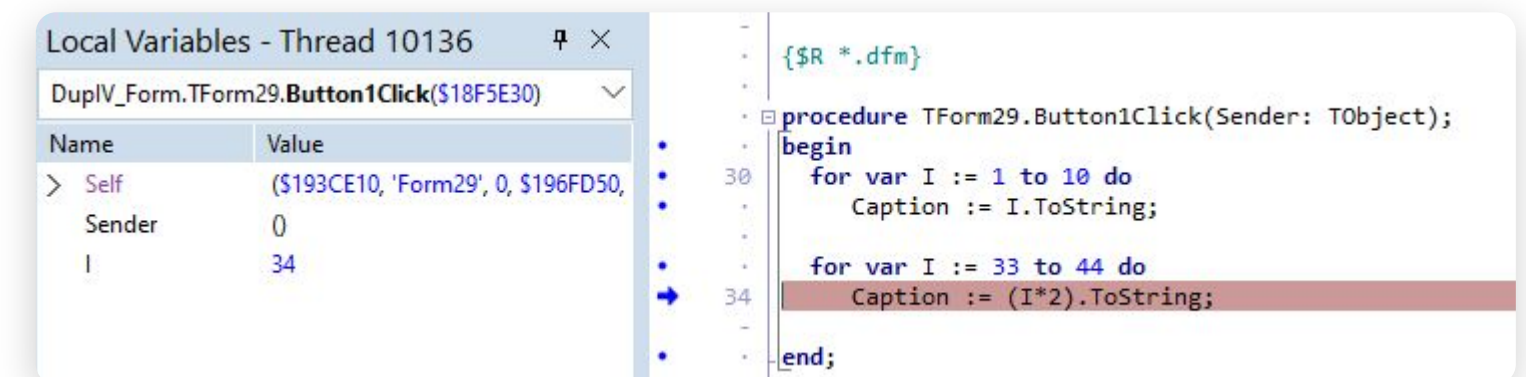 Local Variables - Thread 10136
DupIV_Form.TForm29.Button1Click($18F5E30)
Name Value
Self ($193CE10, 'Form29', 0, $196FD50,
Sender ()
I 34
{$R *.dfm}
procedure TForm29.Button1Click(Sender: TObject);
begin
30 for var I := 1 to 10 do
Caption := I.ToString;
for var I := 33 to 44 do
34 Caption := (I*2).ToString;
end;